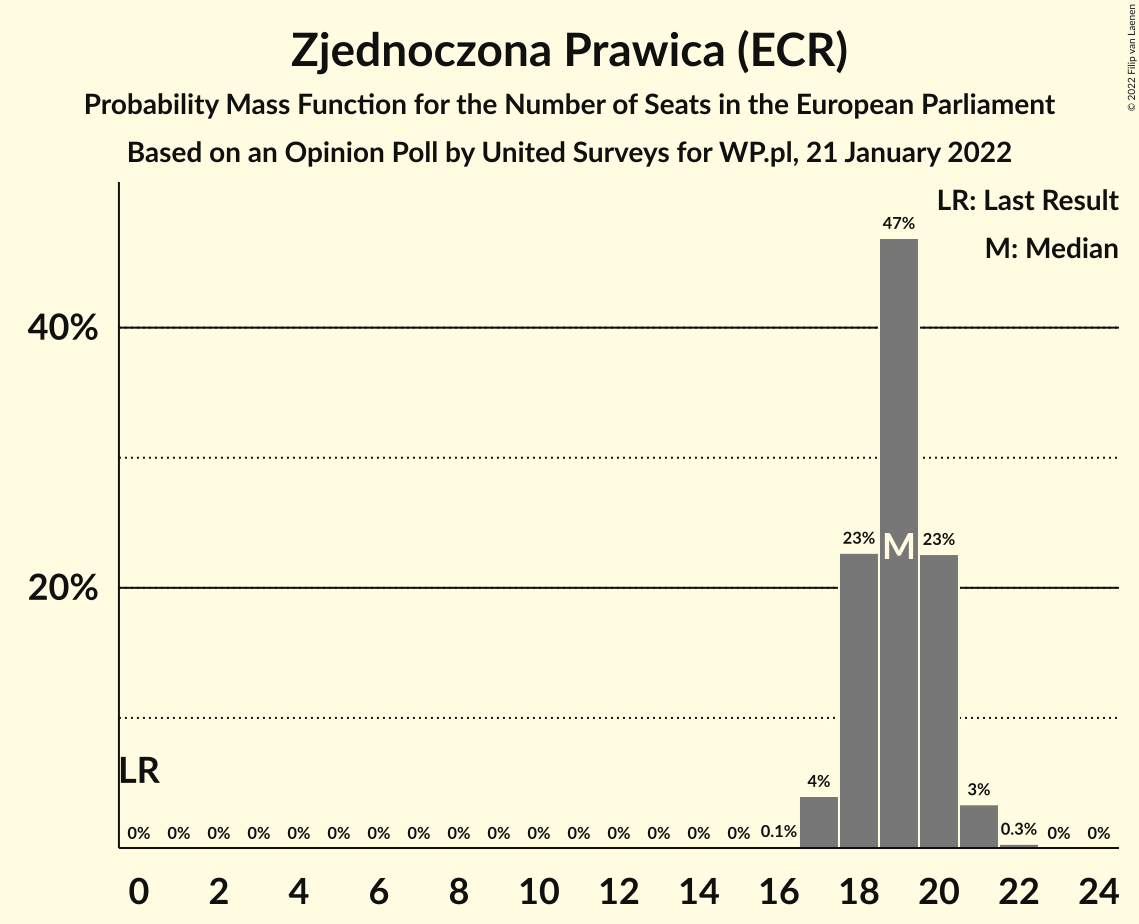 Zjednoczona Prawica (ECR)
Probability Mass Function for the Number of Seats in the European Parliament
Based on an Opinion Poll by United Surveys for WP.pl, 21 January 2022
© 2022 Filip van Laenen
LR: Last Result
M: Median
47%
40%
23% M 23%
20%
LR
4% 3%
0% 0% 0% 0% 0% 0% 0% 0% 0% 0% 0% 0% 0% 0% 0% 0% 0.1% 0.3% 0% 0%
0 2 4 6 8 10 12 14 16 18 20 22 24